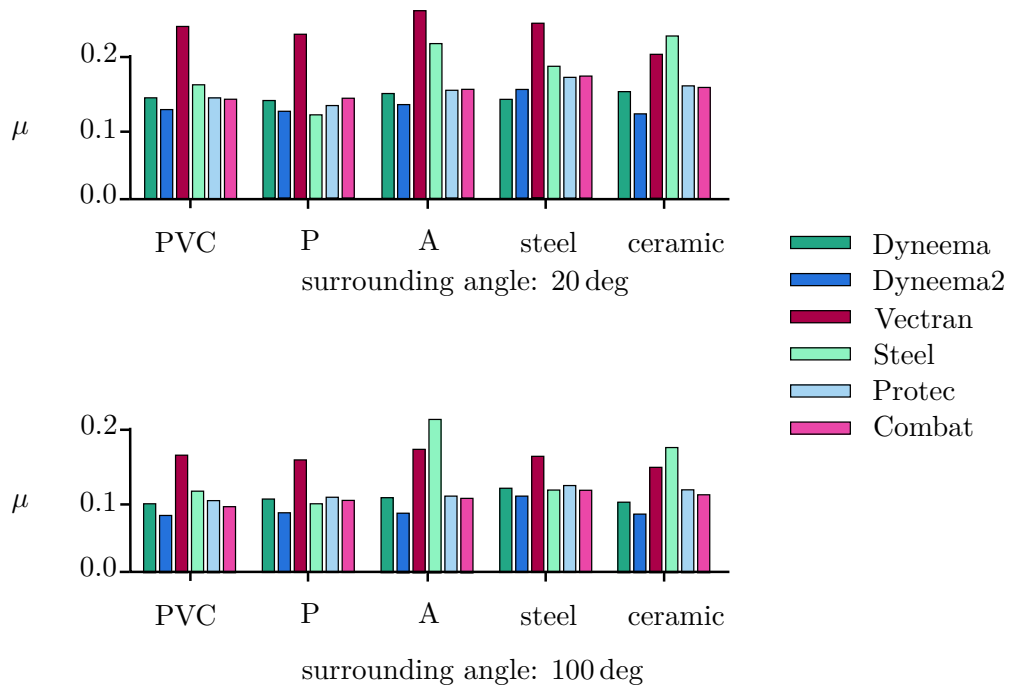 0.2
μ
0.1
0.0
PVC P A steel ceramic
surrounding angle: 20 deg
Dyneema
Dyneema2
Vectran
Steel
Protec
Combat
0.2
μ
0.1
0.0
PVC P A steel ceramic
surrounding angle: 100 deg